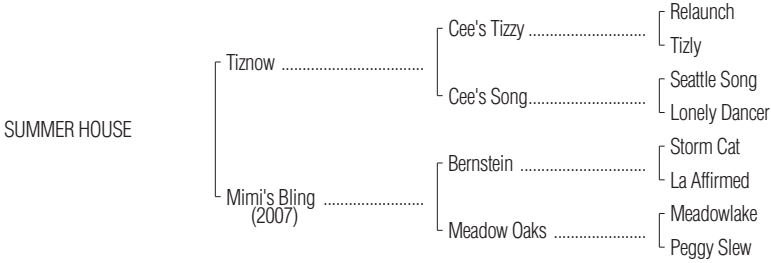 Relaunch
Cee's Tizzy ..............................
Tizly
Tiznow ....................................
Seattle Song
Cee's Song..............................
Lonely Dancer
SUMMER HOUSE
Storm Cat
Bernstein ................................
La Affirmed
Mimi's Bling .........................
(2007)
Meadowlake
Meadow Oaks .......................
Peggy Slew